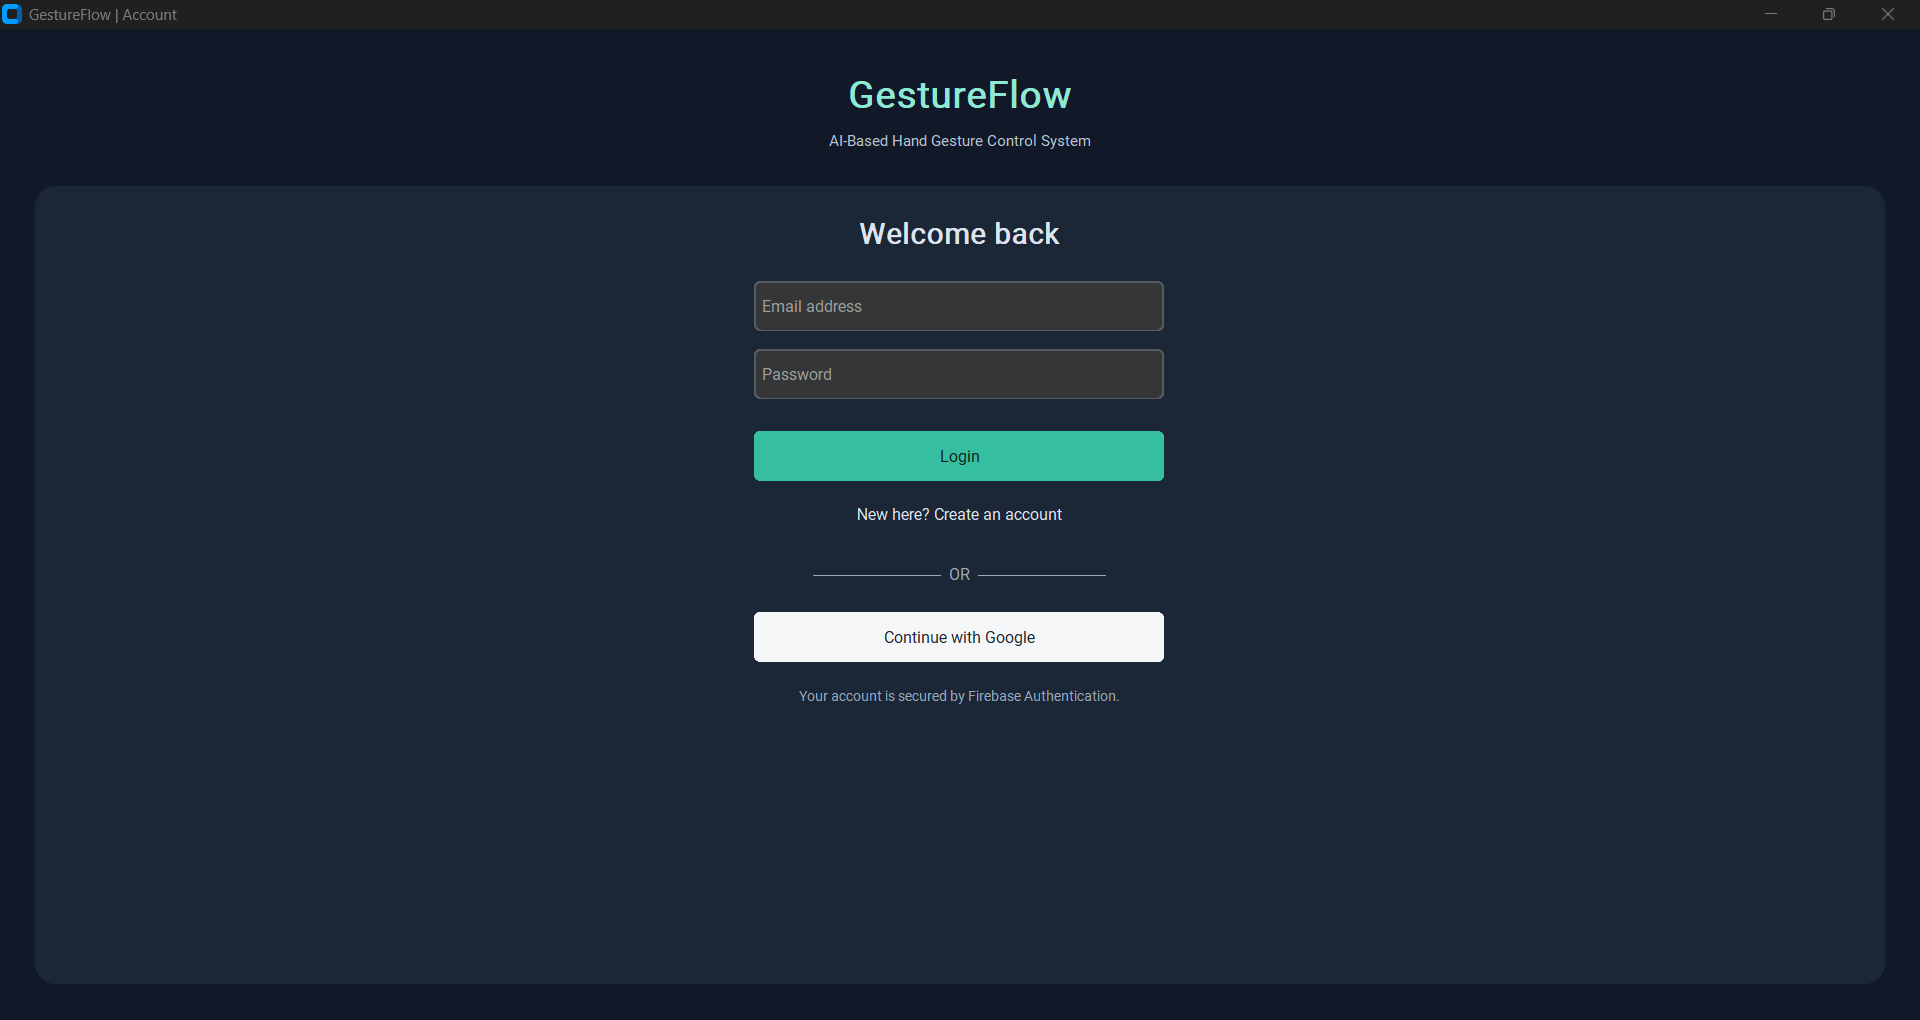 GestureFlow | Account
GestureFlow
AI-Based Hand Gesture Control System
Welcome back
Email address
Password
Login
New here? Create an account
OR
Continue with Google
Your account is secured by Firebase Authentication.